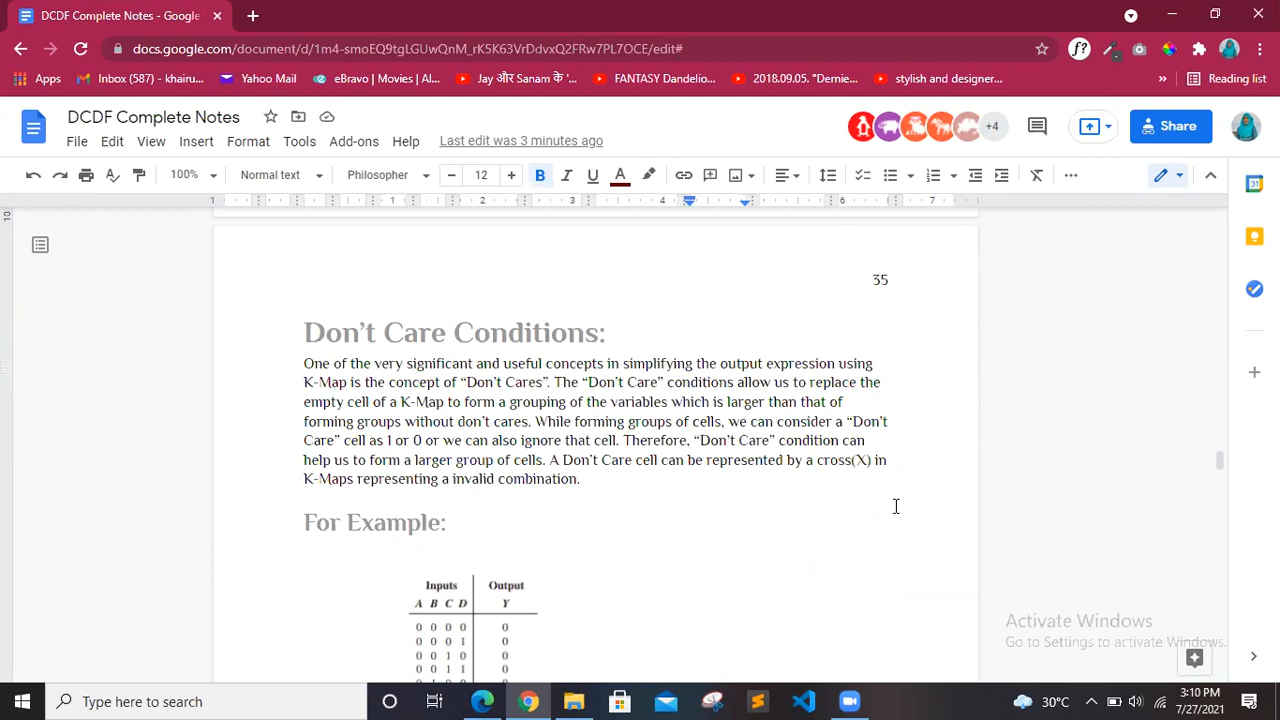 DCDF Complete Notes - Google
docs.google.com/document/d/1m4-smoEQ9tgLGUwQnM_rK5K63VrDdvxQ2FRw7PL7OCE/edit#
Apps
Inbox (587) - khairu...
Yahoo Mail
eBravo | Movies | Al...
Jay और Sanam के '...
FANTASY Dandelio...
2018.09.05. "Dernie...
stylish and designer...
»
Reading list
DCDF Complete Notes
+4
Share
File Edit View Insert Format Tools Add-ons Help Last edit was 3 minutes ago
100% Normal text Philosopher 12
1 1 2 3 4 6 7
35
Don't Care Conditions:
One of the very significant and useful concepts in simplifying the output expression using
K-Map is the concept of "Don't Cares". The "Don't Care" conditions allow us to replace the
empty cell of a K-Map to form a grouping of the variables which is larger than that of
forming groups without don't cares. While forming groups of cells, we can consider a "Don't
Care" cell as 1 or 0 or we can also ignore that cell. Therefore, "Don't Care" condition can
help us to form a larger group of cells. A Don't Care cell can be represented by a cross(X) in
K-Maps representing a invalid combination.
For Example:
Inputs Output
A B C D Y
0 0 0 0 0
0 0 0 1 0
0 0 1 0 0
0 0 1 1 0
Activate Windows
Go to Settings to activate Windows.
Type here to search
30°C
3:10 PM
7/27/2021